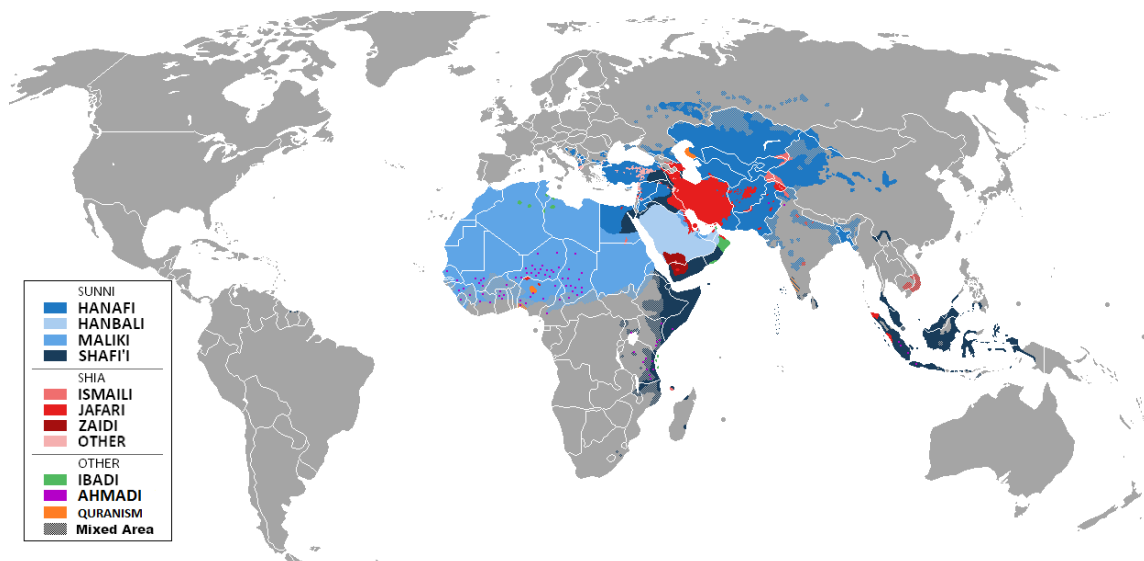 SUNNI
HANAFI
HANBALI
MALIKI
SHAFI'I
SHIA
ISMAILI
JAFARI
ZAIDI
OTHER
OTHER
IBADI
AHMADI
QURANISM
Mixed Area